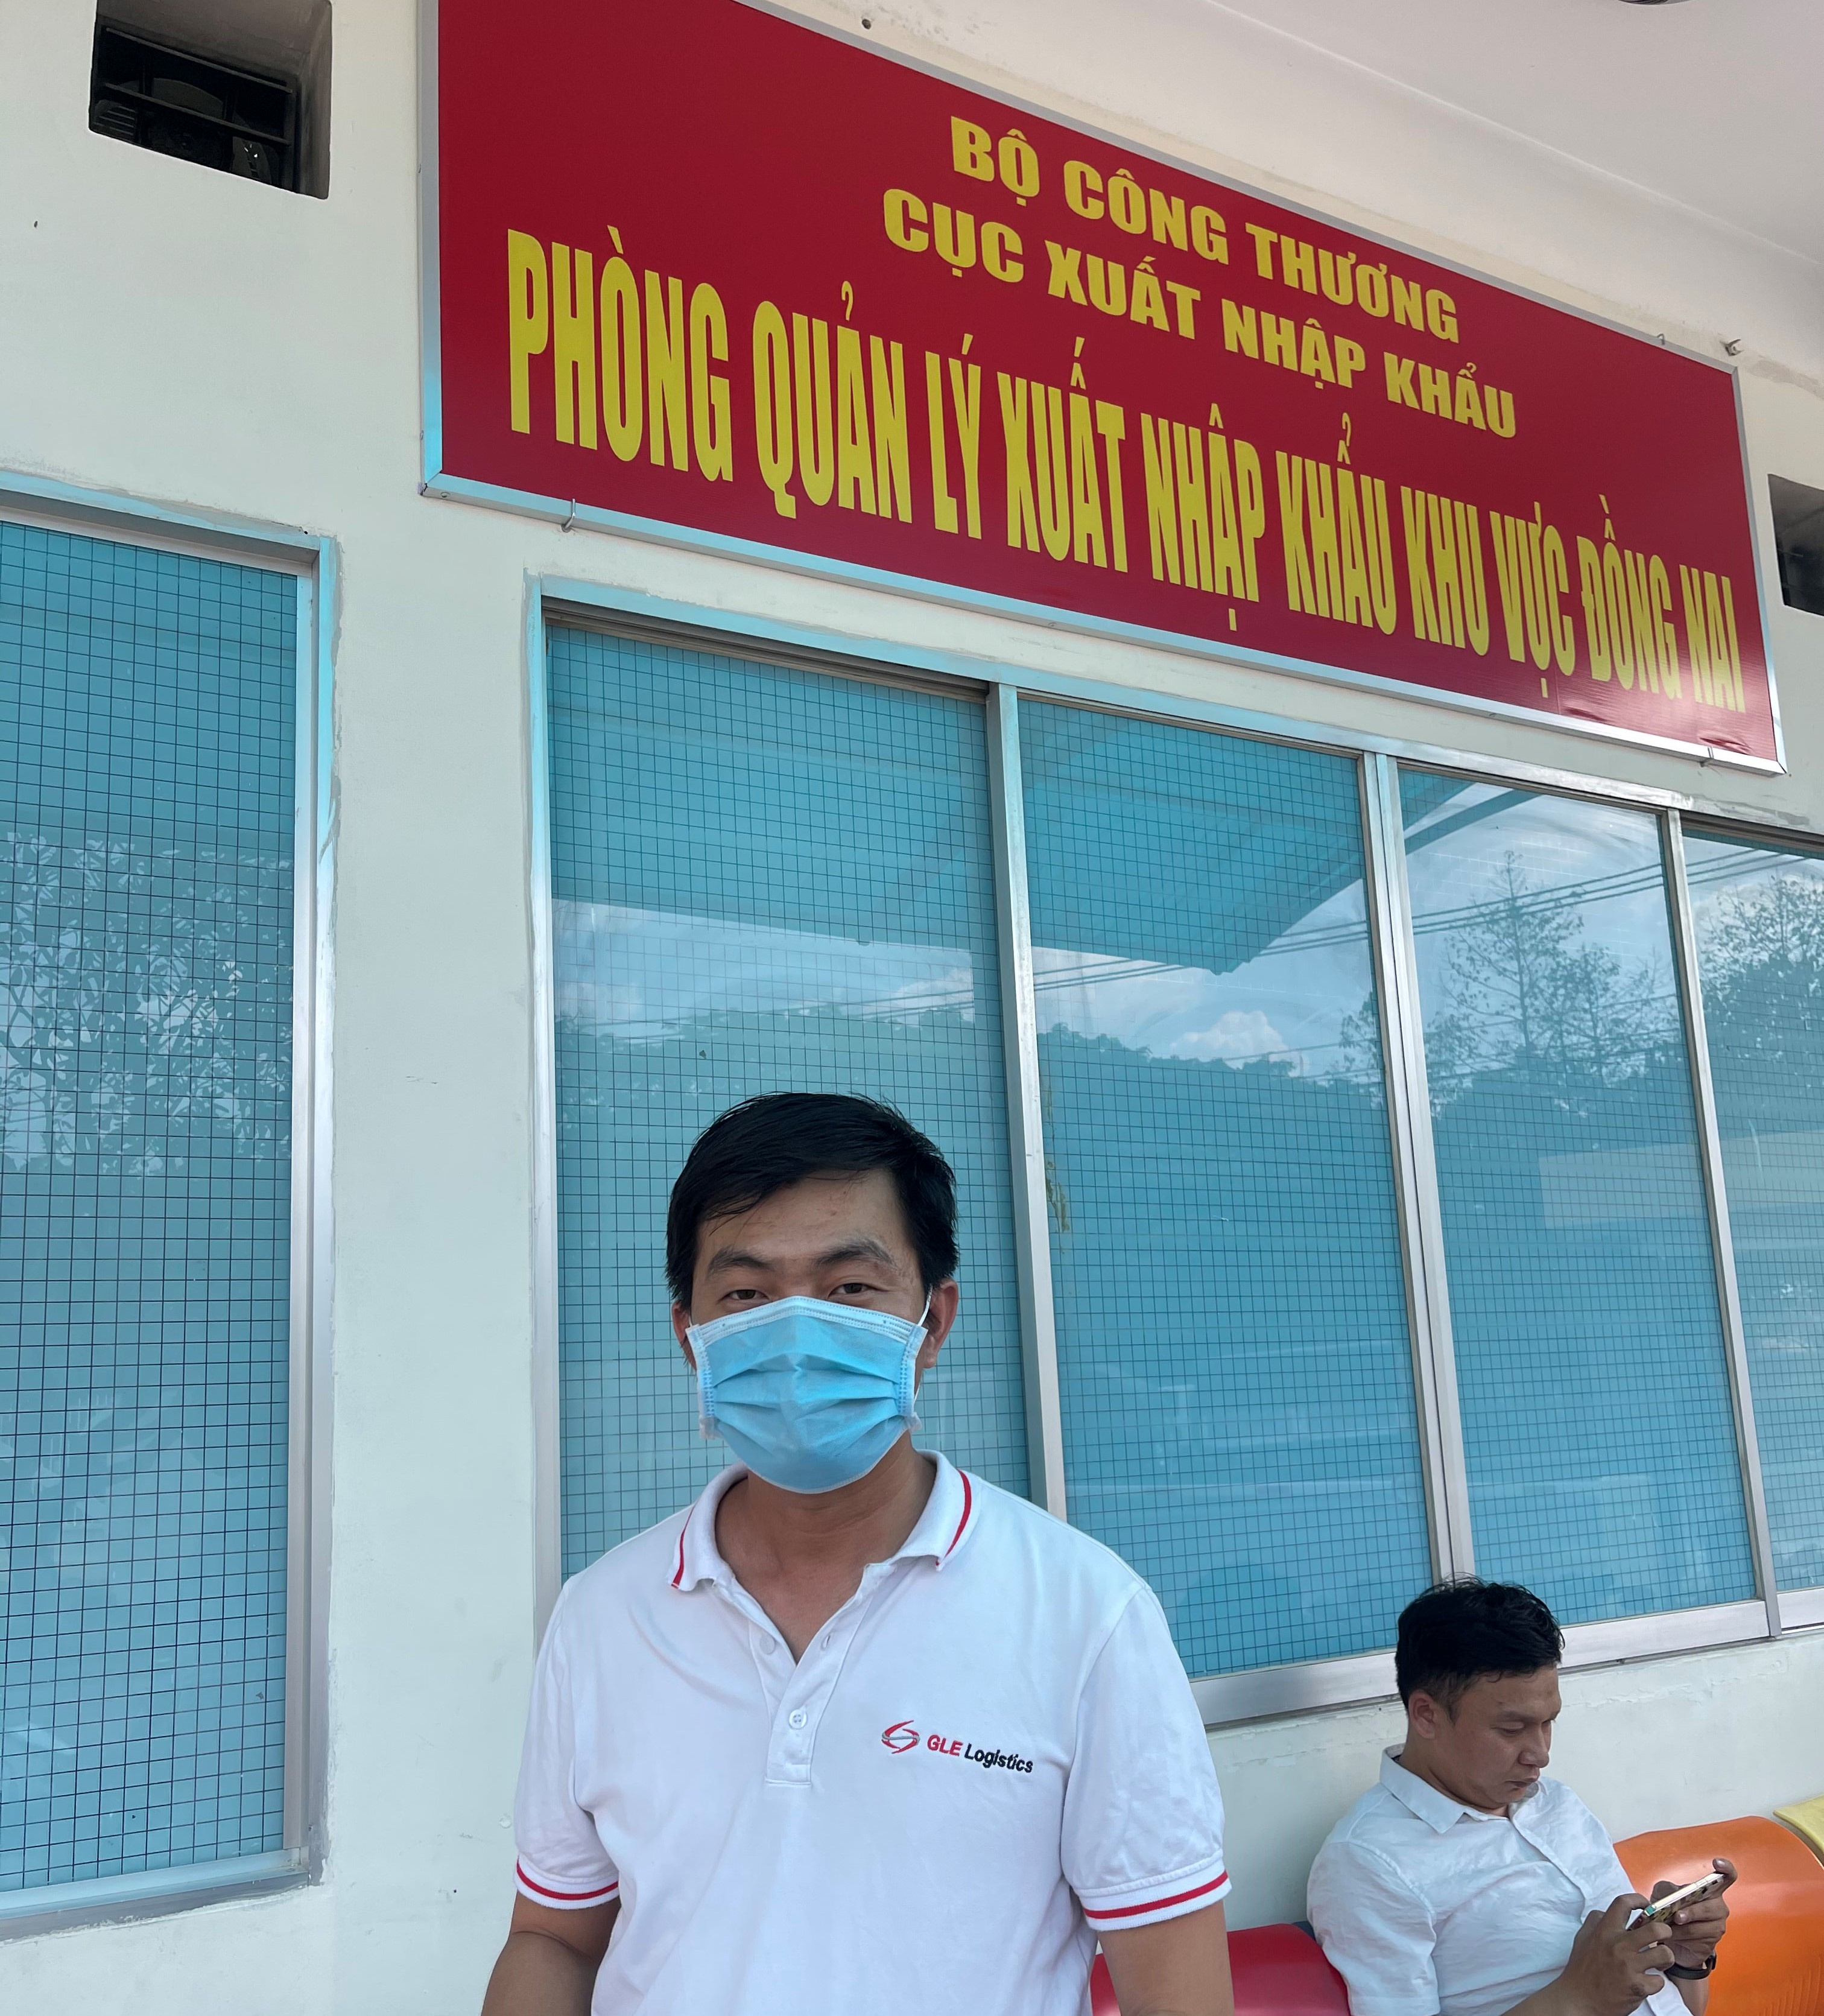 BỘ CÔNG THƯƠNG
CỤC XUẤT NHẬP KHẨU
PHÒNG QUẢN LÝ XUẤT NHẬP KHẨU KHU VỰC ĐỒNG NAI
GLE Logistics